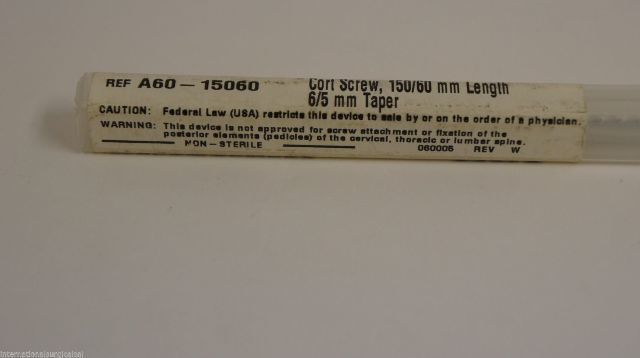 REF A60-15060
Cort Screw, 150/60 mm Length
6/5 mm Taper
CAUTION: Federal Law (USA) restricts this device to sale by or on the order of a physician.
WARNING: This device is not approved for screw attachment or fixation of the
posterior elements (pedicles) of the cervical, thoracic or lumbar spine.
NON-STERILE
060005 REV W
internationalsurgicalcol